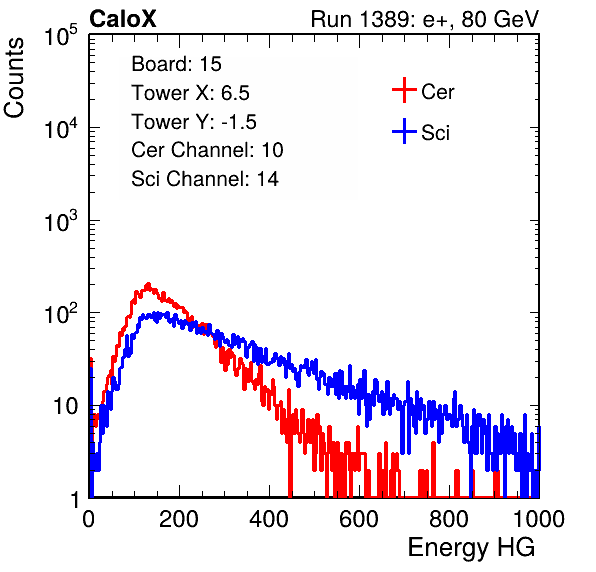 CaloX Run 1389: e+, 80 GeV
Counts
10^5
10^4
10^3
10^2
10
1
Board: 15
Tower X: 6.5
Tower Y: -1.5
Cer Channel: 10
Sci Channel: 14
Cer
Sci
0 200 400 600 800 1000
Energy HG